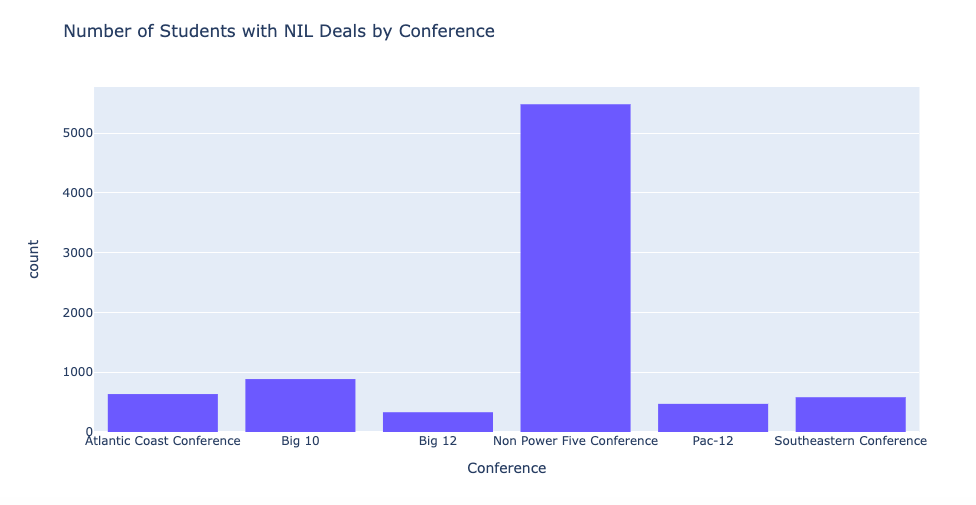 Number of Students with NIL Deals by Conference
5000
4000
3000
2000
1000
0
count
Atlantic Coast Conference
Big 10
Big 12
Non Power Five Conference
Pac-12
Southeastern Conference
Conference